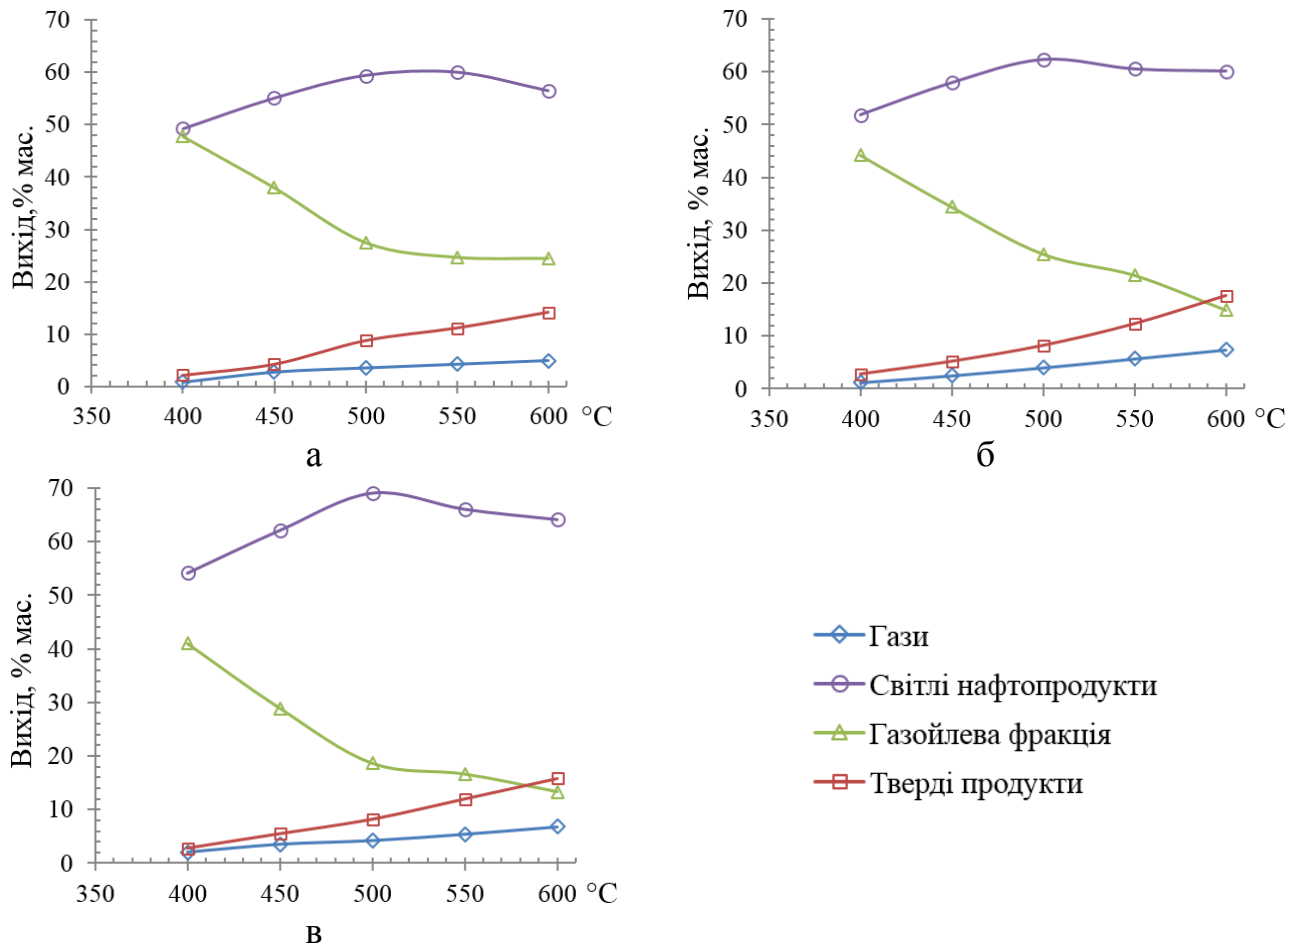 70
60
50
40
30
20
10
0
Вихід,% мас.
350 400 450 500 550 600 °C
а
70
60
50
40
30
20
10
0
Вихід, % мас.
350 400 450 500 550 600 °C
б
70
60
50
40
30
20
10
0
Вихід, % мас.
350 400 450 500 550 600 °C
в
Гази
Світлі нафтопродукти
Газойлева фракція
Тверді продукти